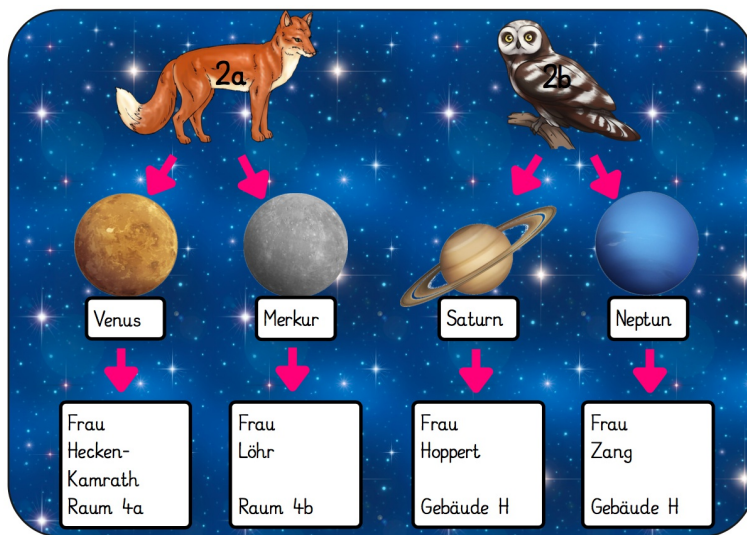 2a
2b
Venus
Merkur
Saturn
Neptun
Frau
Hecken-
Kamrath
Raum 4a
Frau
Löhr
Raum 4b
Frau
Hoppert
Gebäude H
Frau
Zang
Gebäude H